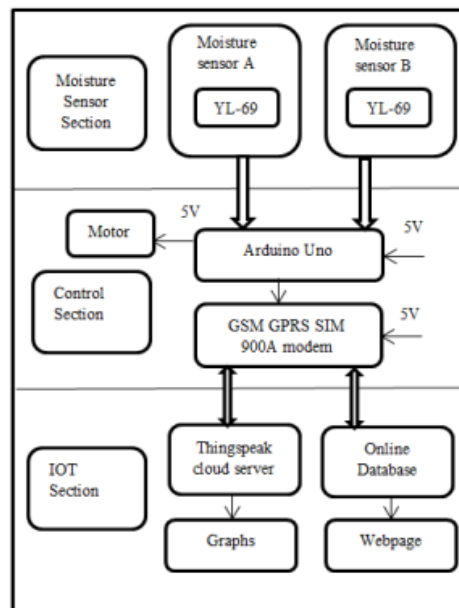 Moisture
Sensor
Section
Moisture
sensor A
YL-69
Moisture
sensor B
YL-69
5V
Motor
Arduino Uno
5V
Control
Section
GSM GPRS SIM
900A modem
5V
IOT
Section
Thingspeak
cloud server
Online
Database
Graphs
Webpage